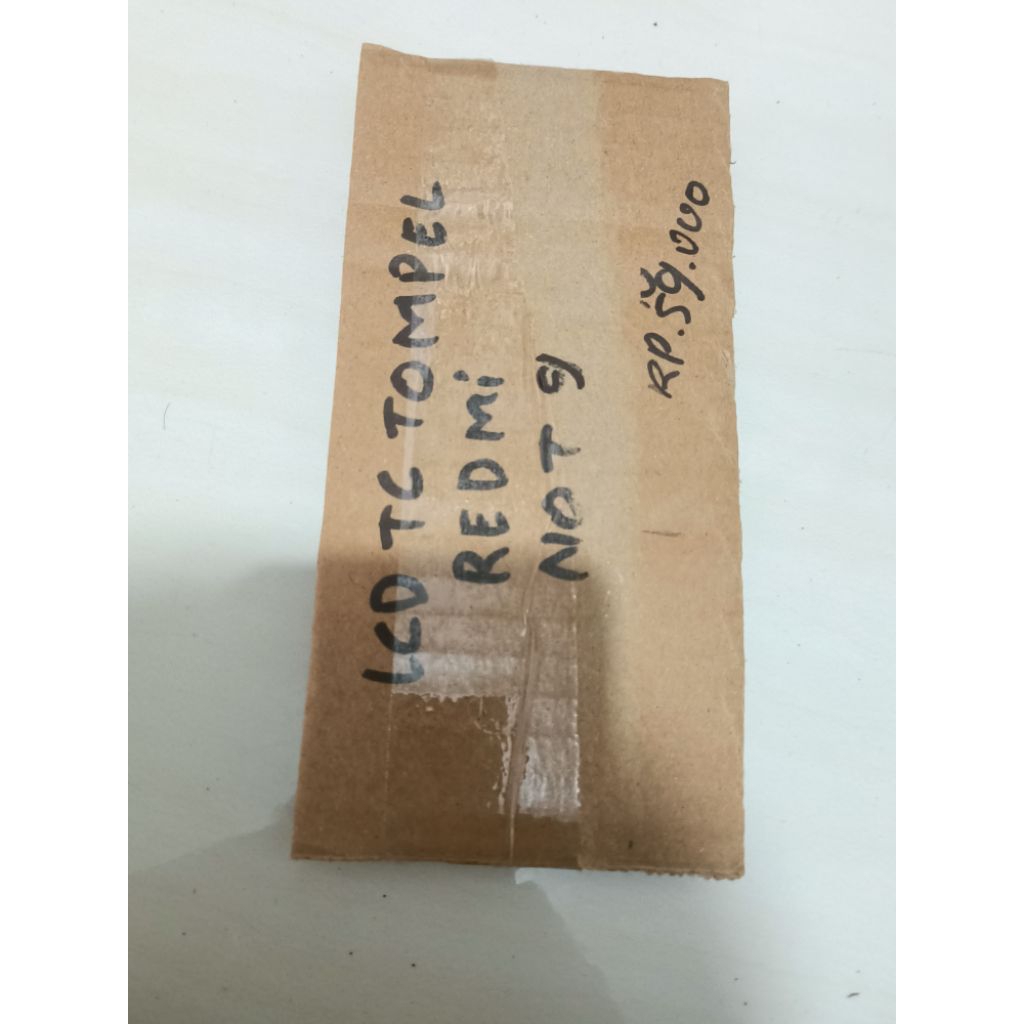 LCD TC TOMPEL
REDMi
NOT 9
RP.59.000